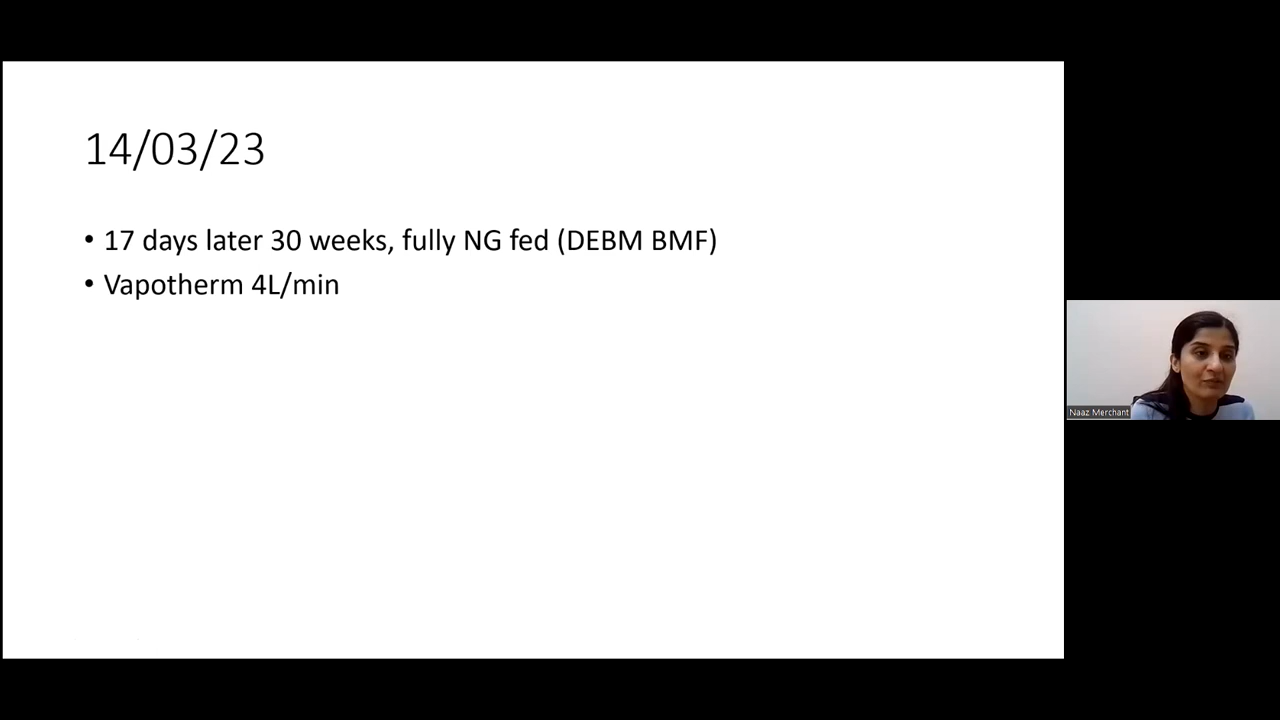 14/03/23
• 17 days later 30 weeks, fully NG fed (DEBM BMF)
• Vapotherm 4L/min
Naaz Merchant